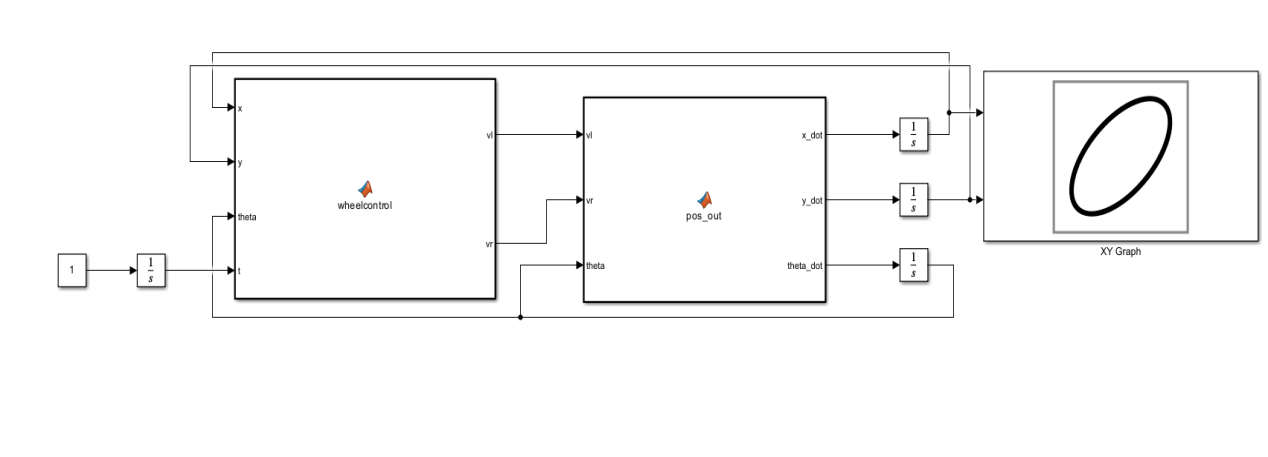 x
y
theta
t
vl
vr
wheelcontrol
1
1
s
vl
vr
theta
x_dot
y_dot
theta_dot
pos_out
1
s
1
s
1
s
XY Graph